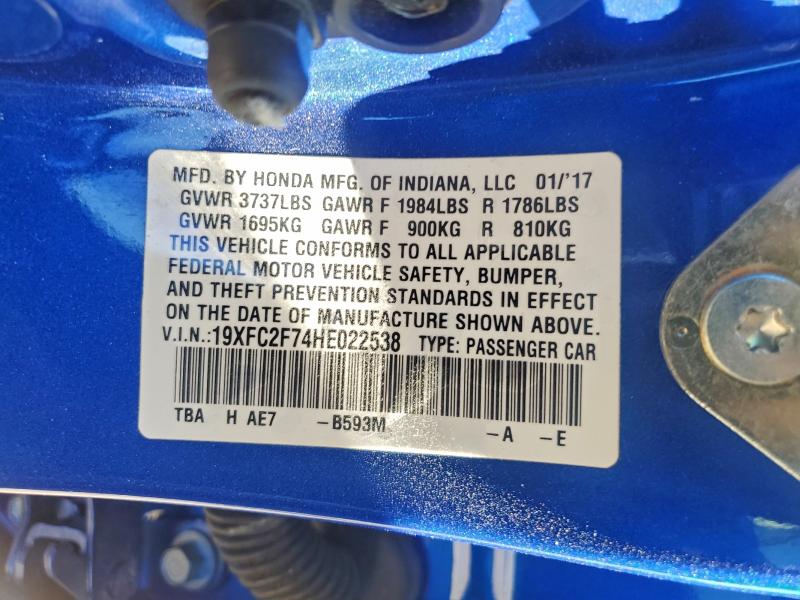 MFD. BY HONDA MFG. OF INDIANA, LLC 01/'17
GVWR 3737LBS GAWR F 1984LBS R 1786LBS
GVWR 1695KG GAWR F 900KG R 810KG
THIS VEHICLE CONFORMS TO ALL APPLICABLE
FEDERAL MOTOR VEHICLE SAFETY, BUMPER,
AND THEFT PREVENTION STANDARDS IN EFFECT
ON THE DATE OF MANUFACTURE SHOWN ABOVE.
V.I.N.:19XFC2F74HE022538 TYPE: PASSENGER CAR
TBA H AE7 -B593M -A -E